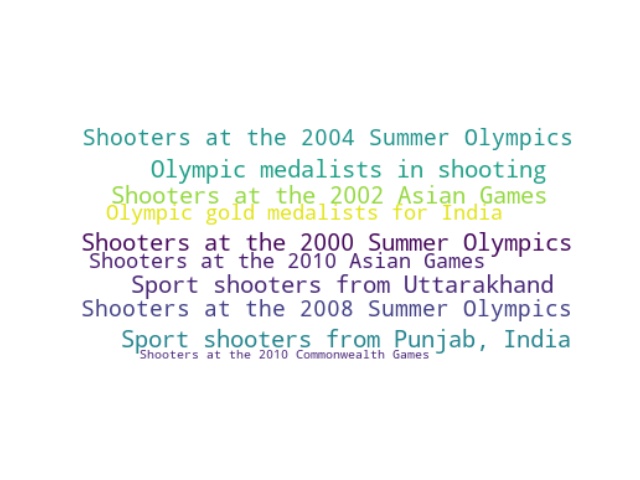 Shooters at the 2004 Summer Olympics
Olympic medalists in shooting
Shooters at the 2002 Asian Games
Olympic gold medalists for India
Shooters at the 2000 Summer Olympics
Shooters at the 2010 Asian Games
Sport shooters from Uttarakhand
Shooters at the 2008 Summer Olympics
Sport shooters from Punjab, India
Shooters at the 2010 Commonwealth Games